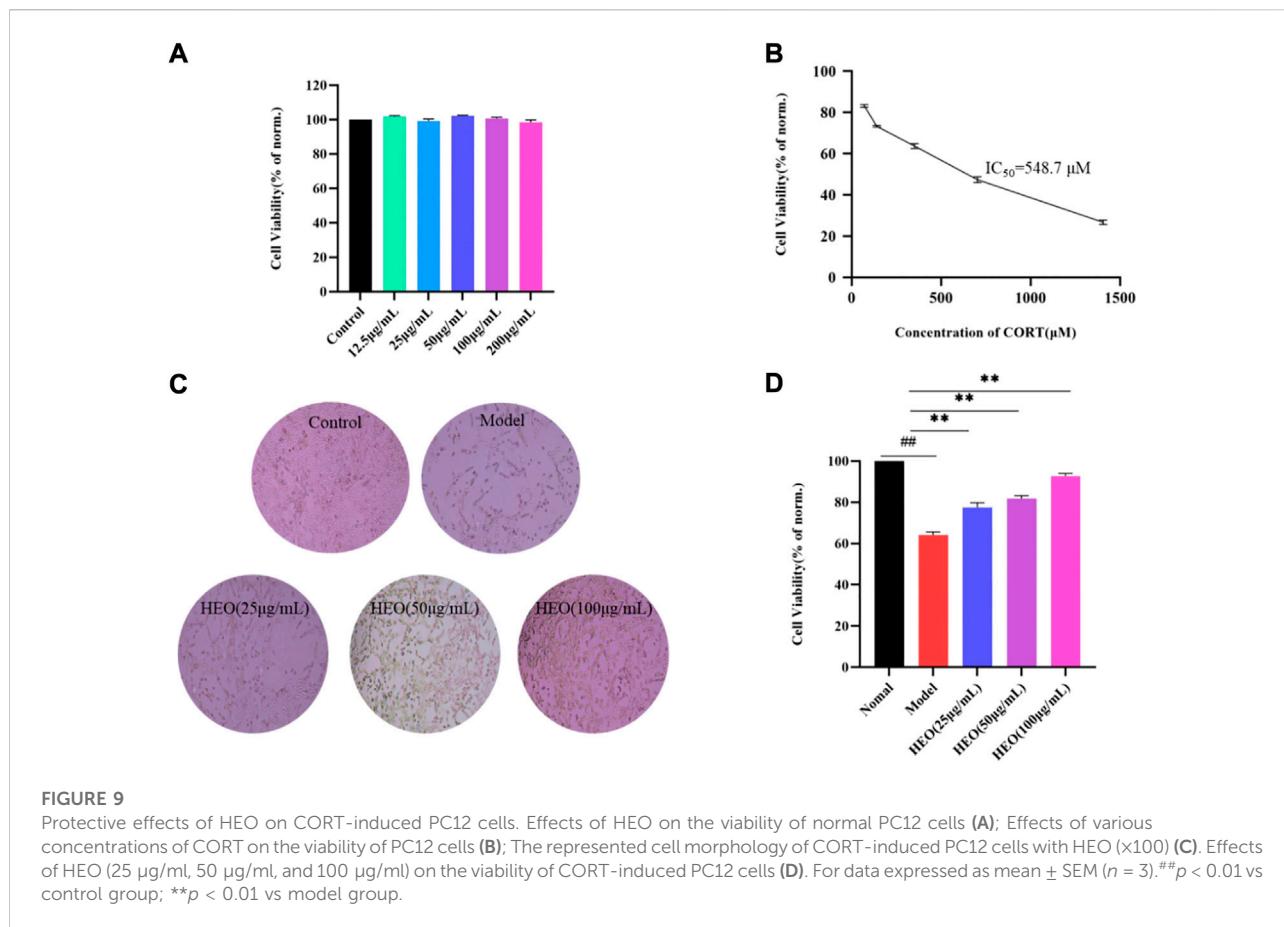 A
Cell Viability(% of norm.)
120
100
80
60
40
20
0
Control
12.5µg/mL
25µg/mL
50µg/mL
100µg/mL
200µg/mL
B
Cell Viability(% of norm.)
100
80
60
40
20
0
IC50=548.7 µM
0 500 1000 1500
Concentration of CORT(µM)
C
Control
Model
HEO(25µg/mL)
HEO(50µg/mL)
HEO(100µg/mL)
D
**
**
**
##
Cell Viability(% of norm.)
100
80
60
40
20
0
Nomal
Model
HEO(25µg/mL)
HEO(50µg/mL)
HEO(100µg/mL)
FIGURE 9
Protective effects of HEO on CORT-induced PC12 cells. Effects of HEO on the viability of normal PC12 cells (A); Effects of various
concentrations of CORT on the viability of PC12 cells (B); The represented cell morphology of CORT-induced PC12 cells with HEO (×100) (C). Effects
of HEO (25 µg/ml, 50 µg/ml, and 100 µg/ml) on the viability of CORT-induced PC12 cells (D). For data expressed as mean ± SEM (n = 3).##p < 0.01 vs
control group; **p < 0.01 vs model group.